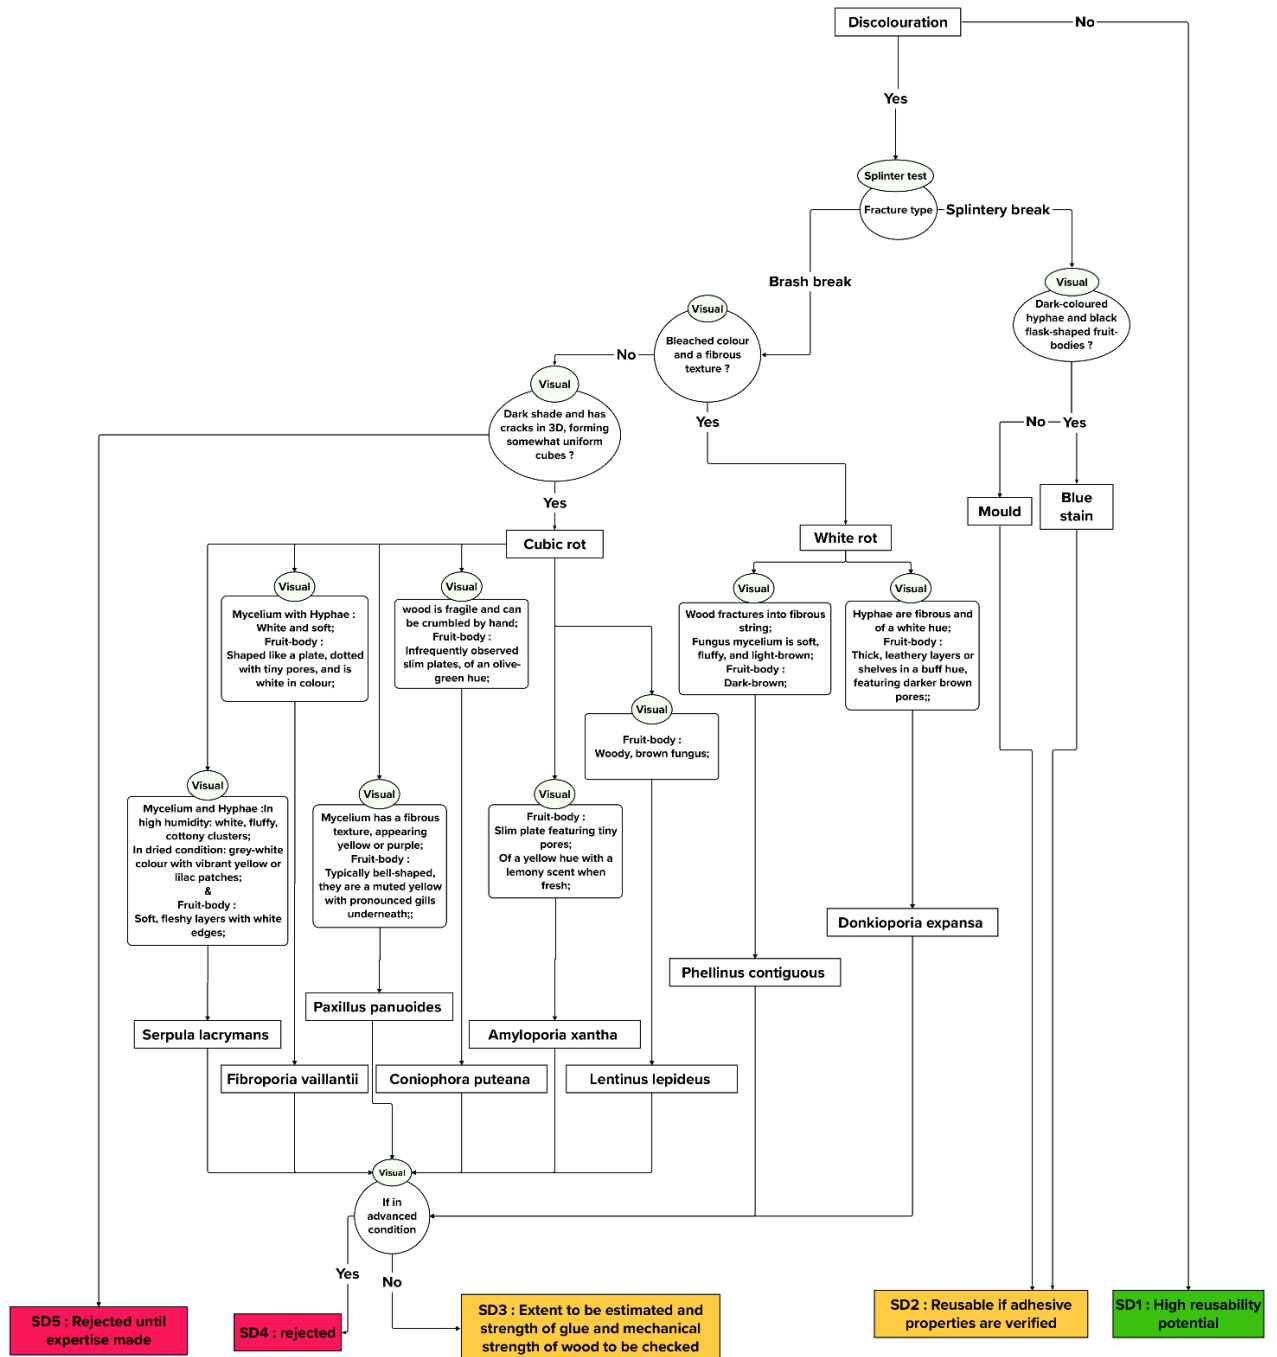 Discolouration
No
Yes
Splinter test
Fracture type
Splintery break
Brash break
Visual
Dark-coloured
hyphae and black
flask-shaped fruit-
bodies ?
Visual
Bleached colour
and a fibrous
texture ?
No
Visual
Dark shade and has
cracks in 3D, forming
somewhat uniform
cubes ?
Yes
No
Yes
Yes
Mould
Blue
stain
Cubic rot
White rot
Visual
Mycelium with Hyphae :
White and soft;
Fruit-body :
Shaped like a plate, dotted
with tiny pores, and is
white in colour;
Visual
wood is fragile and can
be crumbled by hand;
Fruit-body :
Infrequently observed
slim plates, of an olive-
green hue;
Visual
Wood fractures into fibrous
string;
Fungus mycelium is soft,
fluffy, and light-brown;
Fruit-body :
Dark-brown;
Visual
Hyphae are fibrous and
of a white hue;
Fruit-body :
Thick, leathery layers or
shelves in a buff hue,
featuring darker brown
pores;;
Visual
Fruit-body :
Woody, brown fungus;
Visual
Mycelium and Hyphae :In
high humidity: white, fluffy,
cottony clusters;
In dried condition: grey-white
colour with vibrant yellow or
lilac patches;
&
Fruit-body :
Soft, fleshy layers with white
edges;
Visual
Mycelium has a fibrous
texture, appearing
yellow or purple;
Fruit-body :
Typically bell-shaped,
they are a muted yellow
with pronounced gills
underneath;;
Visual
Fruit-body :
Slim plate featuring tiny
pores;
Of a yellow hue with a
lemony scent when
fresh;
Donkioporia expansa
Phellinus contiguous
Paxillus panuoides
Serpula lacrymans
Amyloporia xantha
Fibroporia vaillantii
Coniophora puteana
Lentinus lepideus
Visual
If in
advanced
condition
Yes
No
SD5 : Rejected until
expertise made
SD4 : rejected
SD3 : Extent to be estimated and
strength of glue and mechanical
strength of wood to be checked
SD2 : Reusable if adhesive
properties are verified
SD1 : High reusability
potential